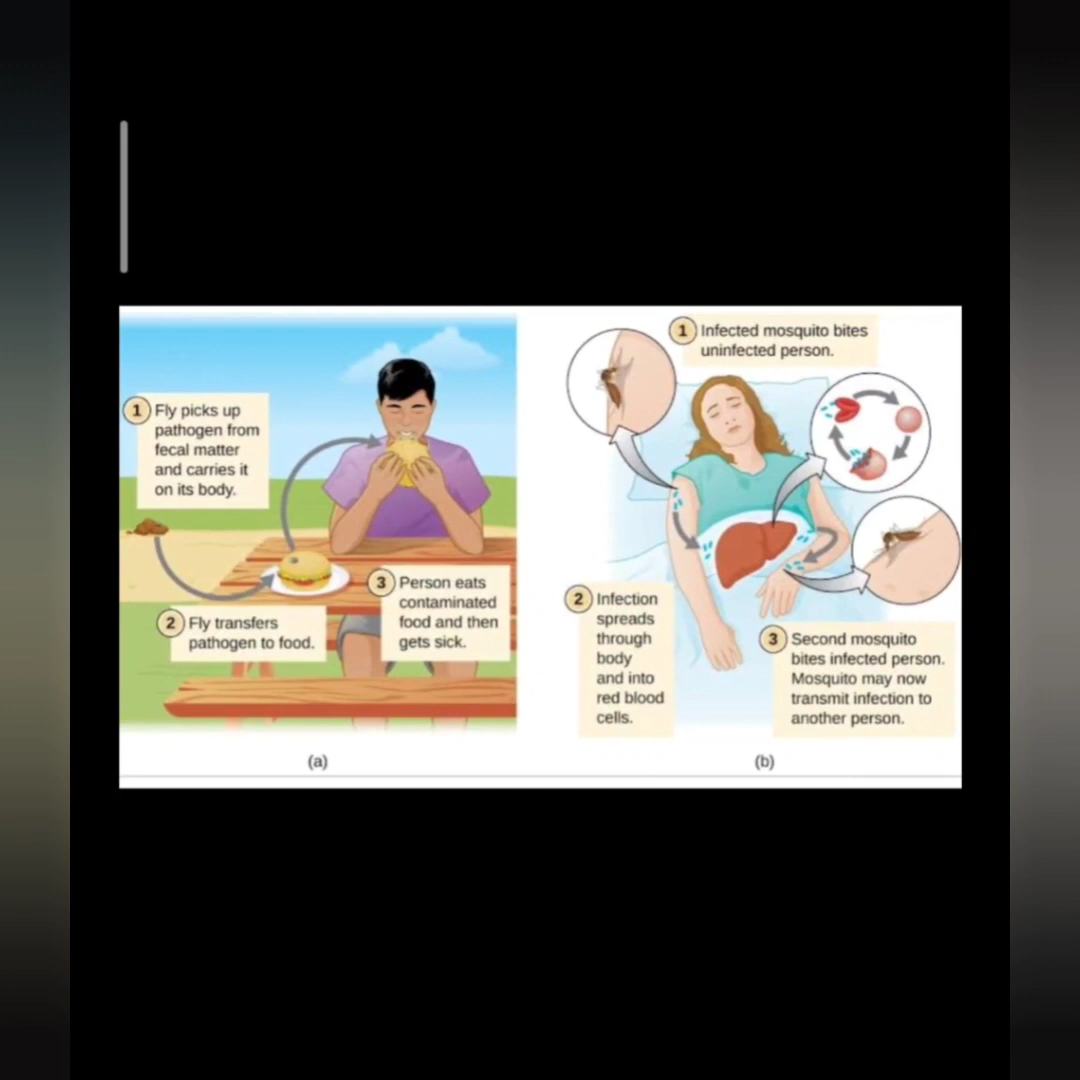 1 Fly picks up
pathogen from
fecal matter
and carries it
on its body.
2 Fly transfers
pathogen to food.
3 Person eats
contaminated
food and then
gets sick.
(a)
1 Infected mosquito bites
uninfected person.
2 Infection
spreads
through
body
and into
red blood
cells.
3 Second mosquito
bites infected person.
Mosquito may now
transmit infection to
another person.
(b)